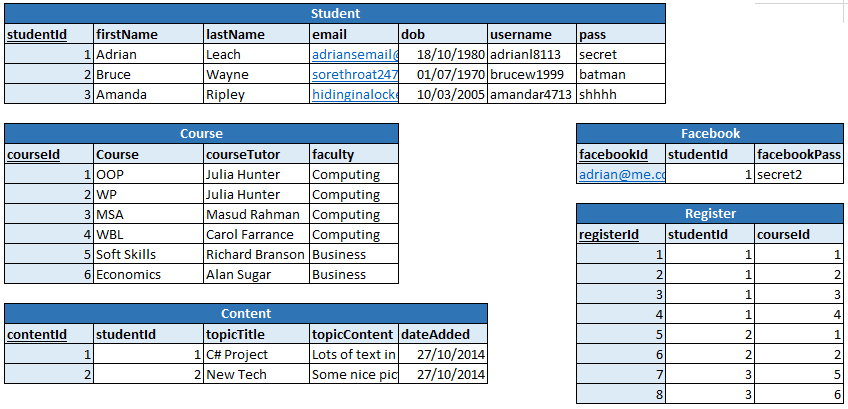 Student
studentId firstName lastName email dob username pass
1 Adrian Leach adriansemail@ 18/10/1980 adrianl8113 secret
2 Bruce Wayne sorethroat247 01/07/1970 brucew1999 batman
3 Amanda Ripley hidinginalocke 10/03/2005 amandar4713 shhhh
Course
courseId Course courseTutor faculty
1 OOP Julia Hunter Computing
2 WP Julia Hunter Computing
3 MSA Masud Rahman Computing
4 WBL Carol Farrance Computing
5 Soft Skills Richard Branson Business
6 Economics Alan Sugar Business
Facebook
facebookId studentId facebookPass
adrian@me.co 1 secret2
Register
registerId studentId courseId
1 1 1
2 1 2
3 1 3
4 1 4
5 2 1
6 2 2
7 3 5
8 3 6
Content
contentId studentId topicTitle topicContent dateAdded
1 1 C# Project Lots of text in 27/10/2014
2 2 New Tech Some nice pic 27/10/2014